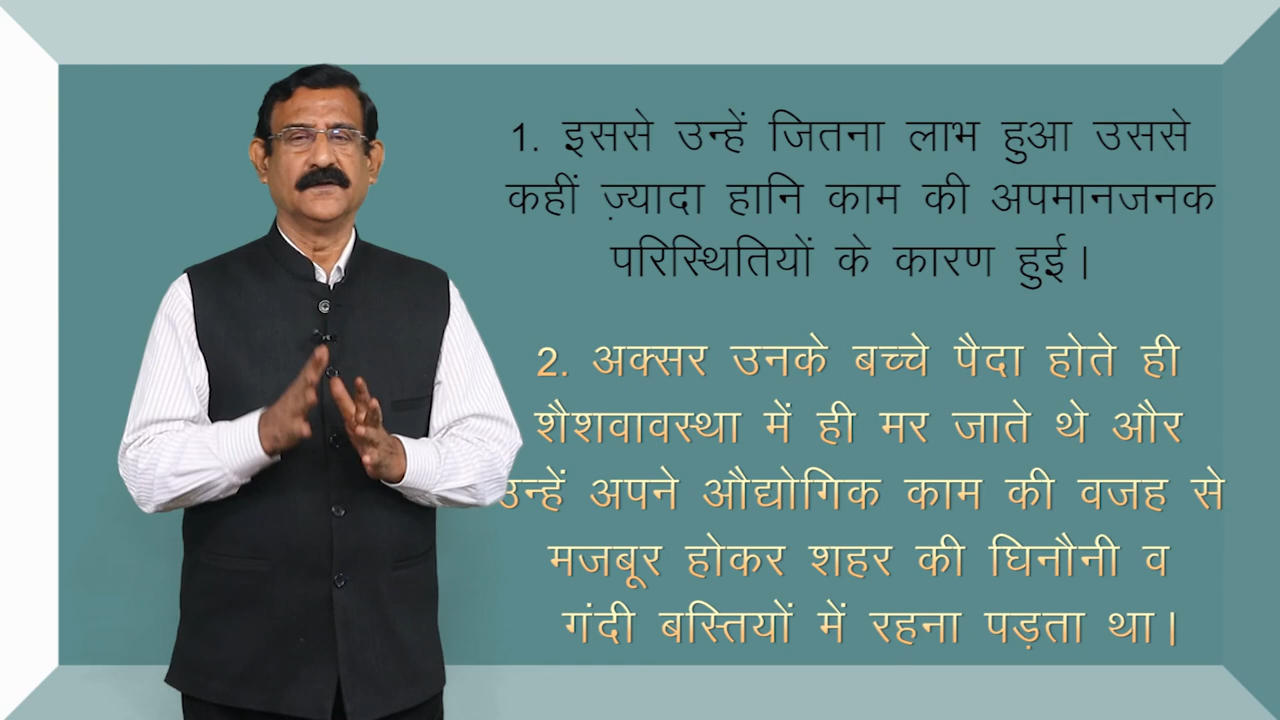 1. इससे उन्हें जितना लाभ हुआ उससे
कहीं ज़्यादा हानि काम की अपमानजनक
परिस्थितियों के कारण हुई।
2. अक्सर उनके बच्चे पैदा होते ही
शैशवावस्था में ही मर जाते थे और
उन्हें अपने औद्योगिक काम की वजह से
मजबूर होकर शहर की घिनौनी व
गंदी बस्तियों में रहना पड़ता था।